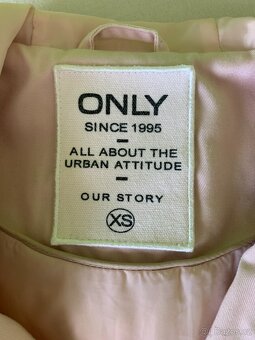 ONLY
SINCE 1995
ALL ABOUT THE
URBAN ATTITUDE
OUR STORY
XS